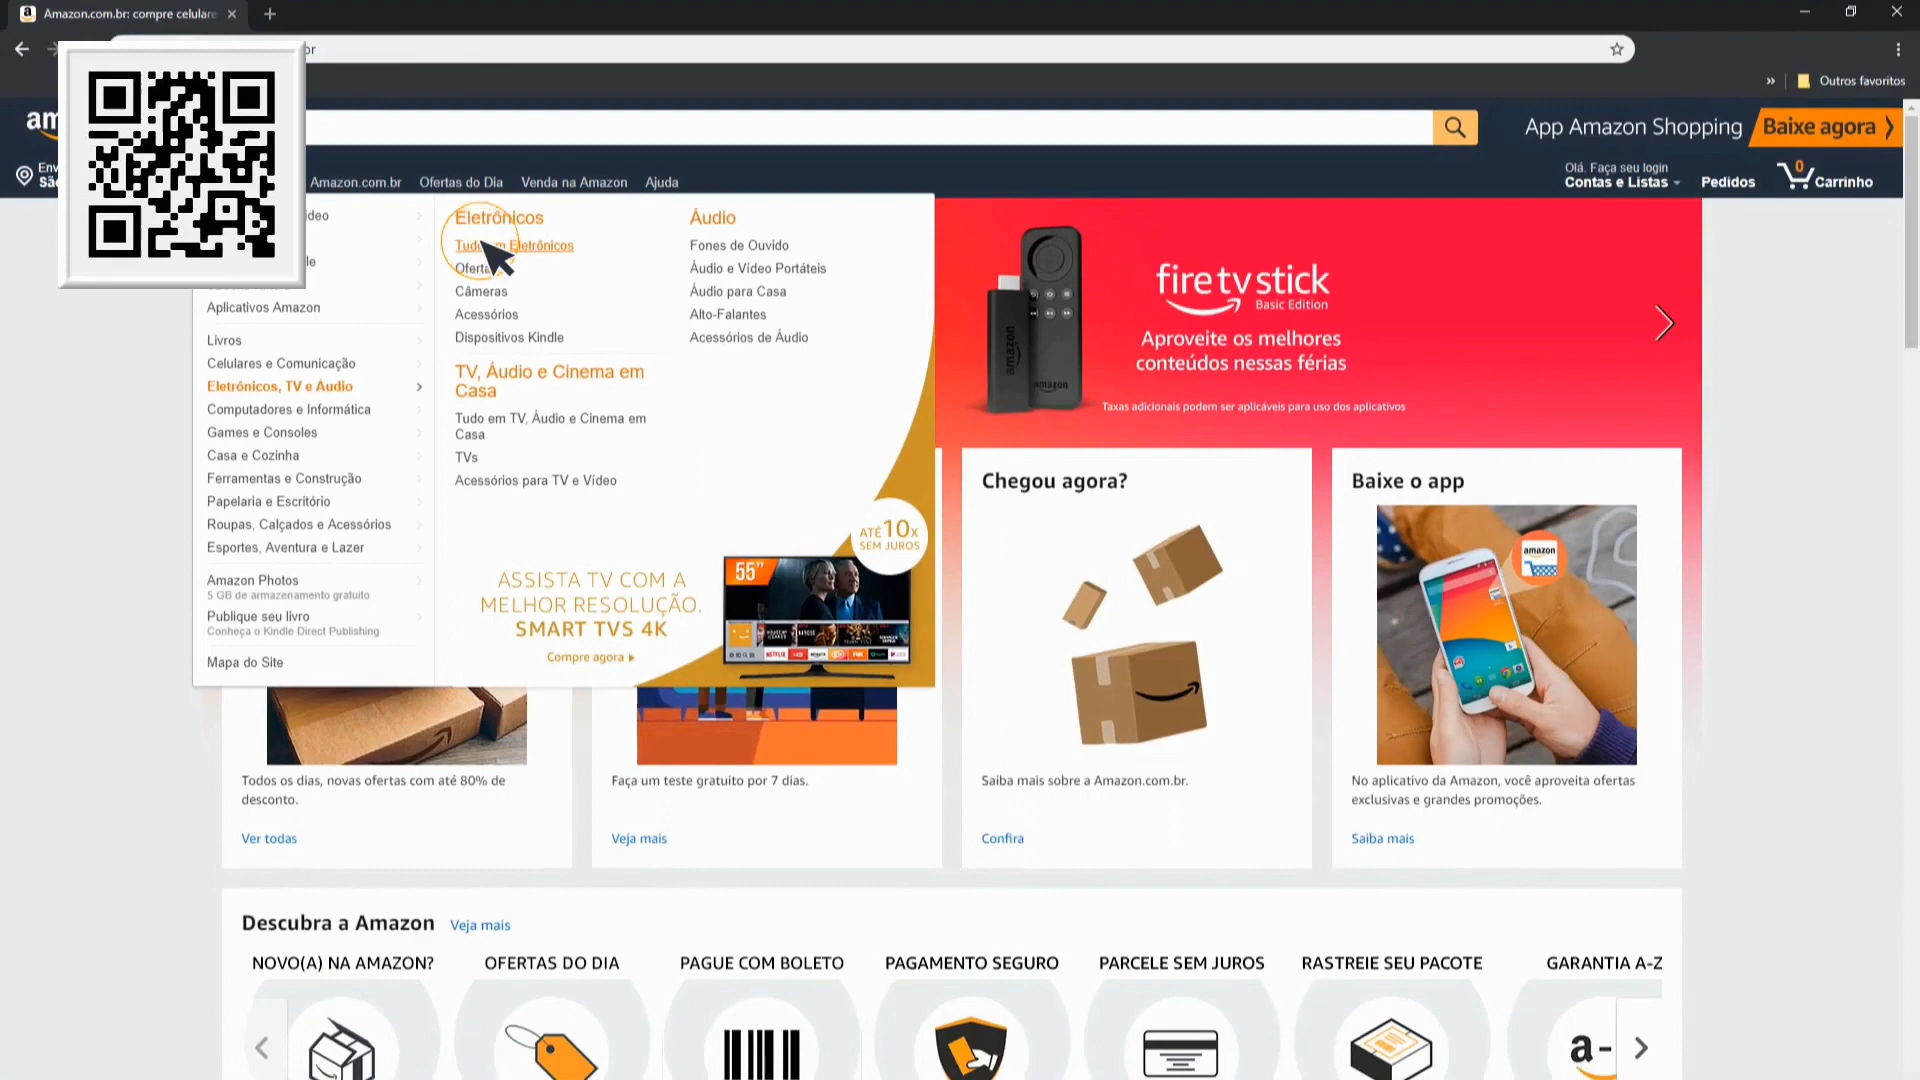 Amazon.com.br: compre celulare
br
Outros favoritos
App Amazon Shopping
Baixe agora
Amazon.com.br
Ofertas do Dia
Venda na Amazon
Ajuda
Olá. Faça seu login
Contas e Listas
Pedidos
0
Carrinho
Aplicativos Amazon
Livros
Celulares e Comunicação
Eletrônicos, TV e Áudio
Computadores e Informática
Games e Consoles
Casa e Cozinha
Ferramentas e Construção
Papelaria e Escritório
Roupas, Calçados e Acessórios
Esportes, Aventura e Lazer
Amazon Photos
5 GB de armazenamento gratuito
Publique seu livro
Conheça o Kindle Direct Publishing
Mapa do Site
Eletrônicos
Eletrônicos
Câmeras
Acessórios
Dispositivos Kindle
TV, Áudio e Cinema em
Casa
Tudo em TV, Áudio e Cinema em
Casa
TVs
Acessórios para TV e Vídeo
Áudio
Fones de Ouvido
Áudio e Vídeo Portáteis
Áudio para Casa
Alto-Falantes
Acessórios de Áudio
ASSISTA TV COM A
MELHOR RESOLUÇÃO.
SMART TVS 4K
Compre agora
55"
ATÉ 10X
SEM JUROS
fire tv stick
Basic Edition
Aproveite os melhores
conteúdos nessas férias
Taxas adicionais podem ser aplicáveis para uso dos aplicativos
amazon
amazon
Todos os dias, novas ofertas com até 80% de
desconto.
Ver todas
Faça um teste gratuito por 7 dias.
Veja mais
Chegou agora?
Saiba mais sobre a Amazon.com.br.
Confira
Baixe o app
amazon
No aplicativo da Amazon, você aproveita ofertas
exclusivas e grandes promoções.
Saiba mais
Descubra a Amazon
Veja mais
NOVO(A) NA AMAZON?
OFERTAS DO DIA
PAGUE COM BOLETO
PAGAMENTO SEGURO
PARCELE SEM JUROS
RASTREIE SEU PACOTE
GARANTIA A-Z
a-